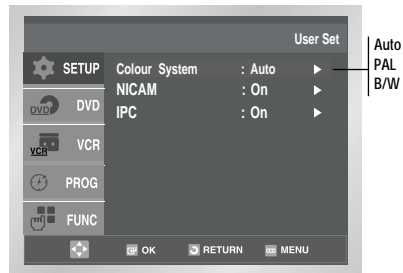 User Set
SETUP
Colour System : Auto
NICAM : On
IPC : On
DVD DVD
VCR VCR
PROG
FUNC
OK RETURN MENU
Auto
PAL
B/W